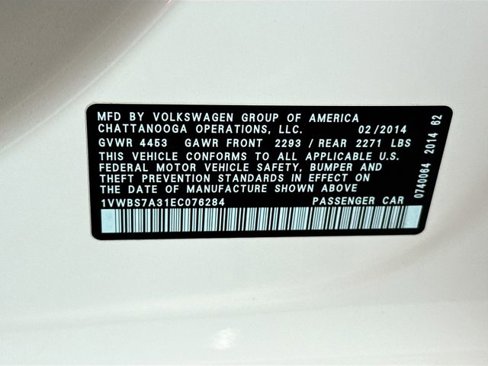 MFD BY VOLKSWAGEN GROUP OF AMERICA
CHATTANOOGA OPERATIONS, LLC. 02/2014
GVWR 4453 GAWR FRONT 2293 / REAR 2271 LBS
THIS VEHICLE CONFORMS TO ALL APPLICABLE U.S.
FEDERAL MOTOR VEHICLE SAFETY, BUMPER AND
THEFT PREVENTION STANDARDS IN EFFECT ON
THE DATE OF MANUFACTURE SHOWN ABOVE
1VWBS7A31EC076284 PASSENGER CAR
0740064 2014 62